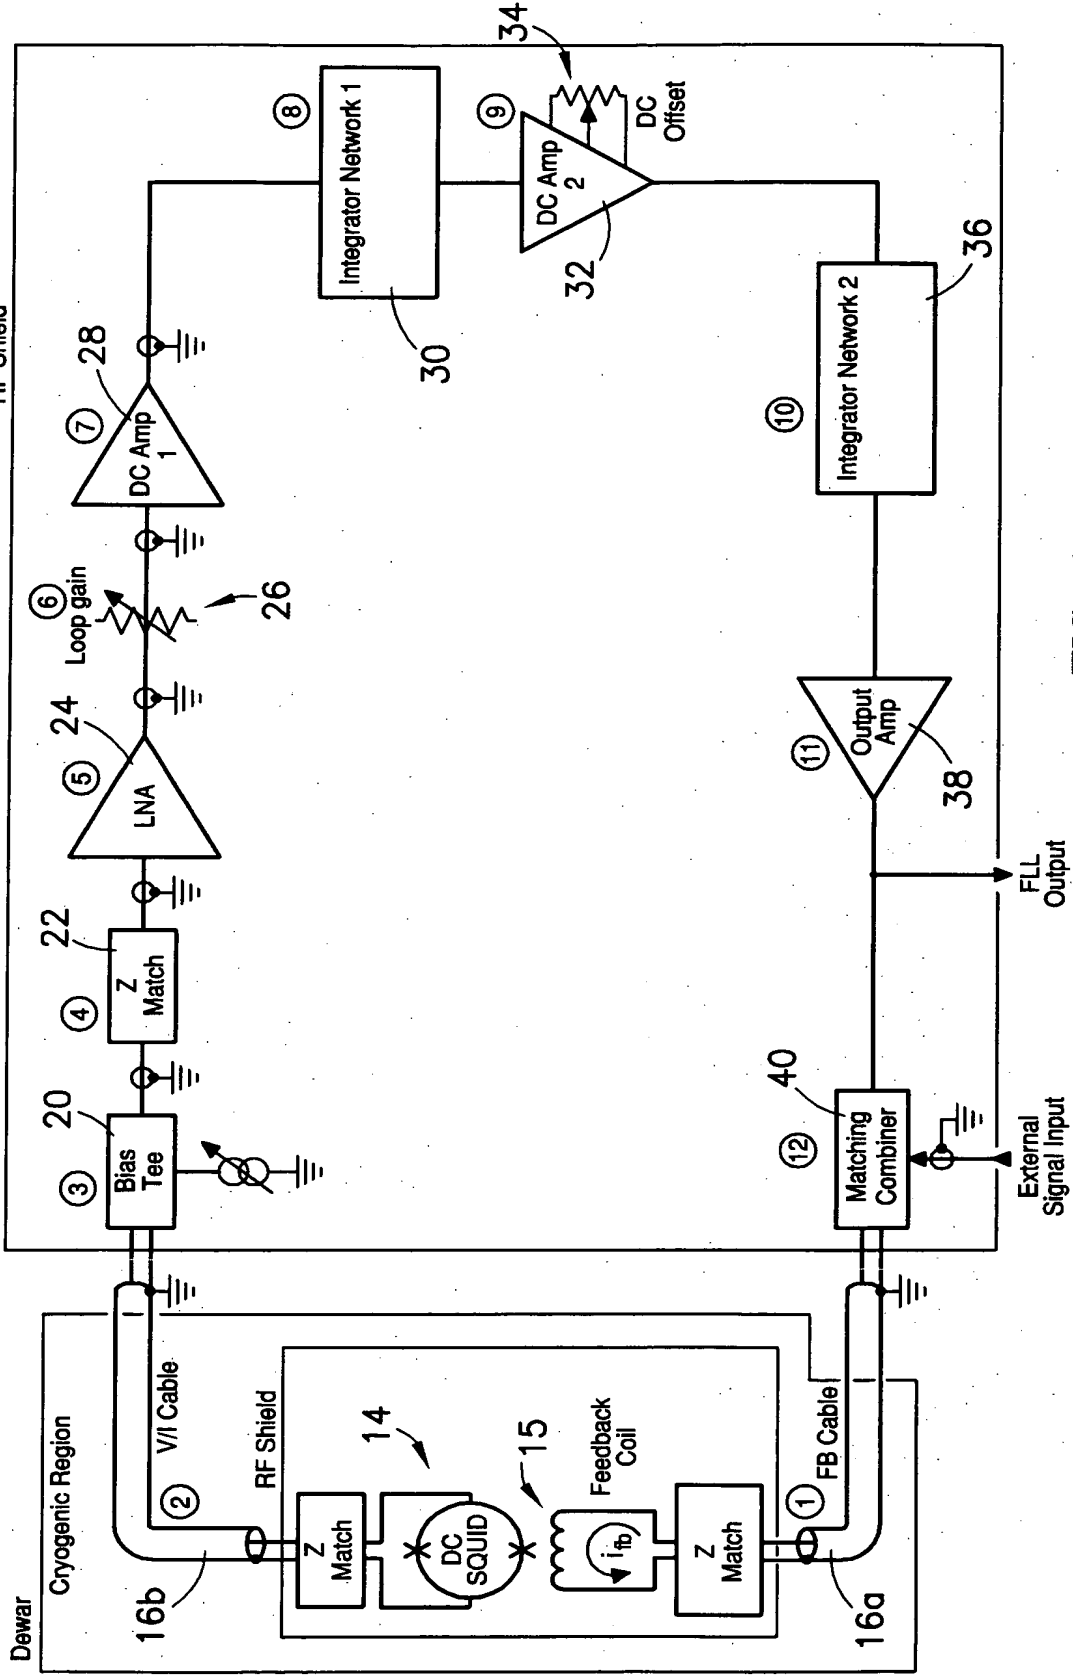 Dewar
Cryogenic Region
V/I Cable
2
16b
RF Shield
Z
Match
DC
SQUID
14
15
Feedback
Coil
ifb
Z
Match
1
FB Cable
16a
3
20
Bias
Tee
4
22
Z
Match
5
24
LNA
6
Loop gain
26
7
28
DC Amp
1
8
Integrator Network 1
30
9
DC Amp
2
32
34
DC
Offset
10
Integrator Network 2
36
11
Output
Amp
38
FLL
Output
12
40
Matching
Combiner
External
Signal Input